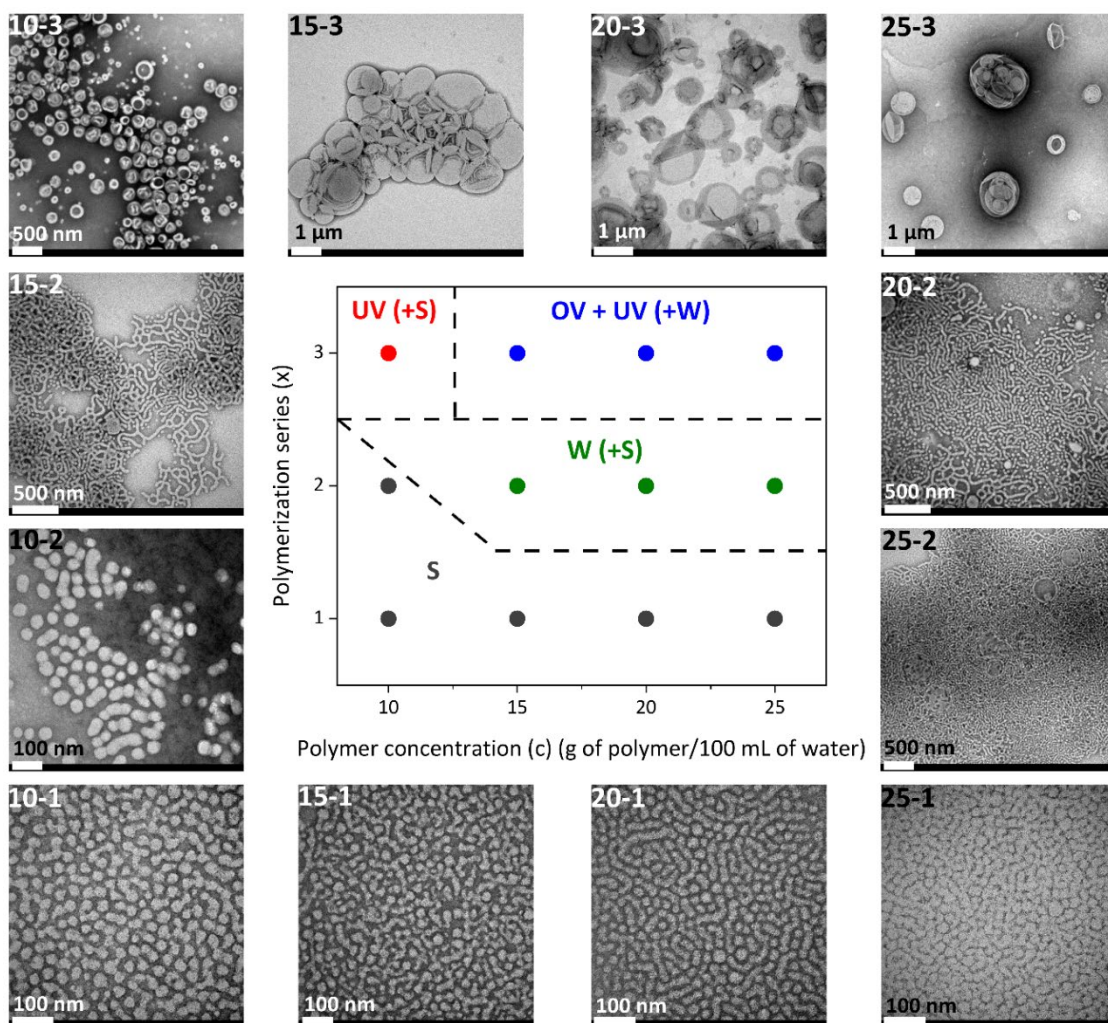 10-3
500 nm
15-3
1 µm
20-3
1 µm
25-3
1 µm
15-2
500 nm
20-2
500 nm
10-2
100 nm
25-2
500 nm
UV (+S)
OV + UV (+W)
W (+S)
S
3
2
1
Polymerization series (x)
10
15
20
25
Polymer concentration (c) (g of polymer/100 mL of water)
10-1
100 nm
15-1
100 nm
20-1
100 nm
25-1
100 nm